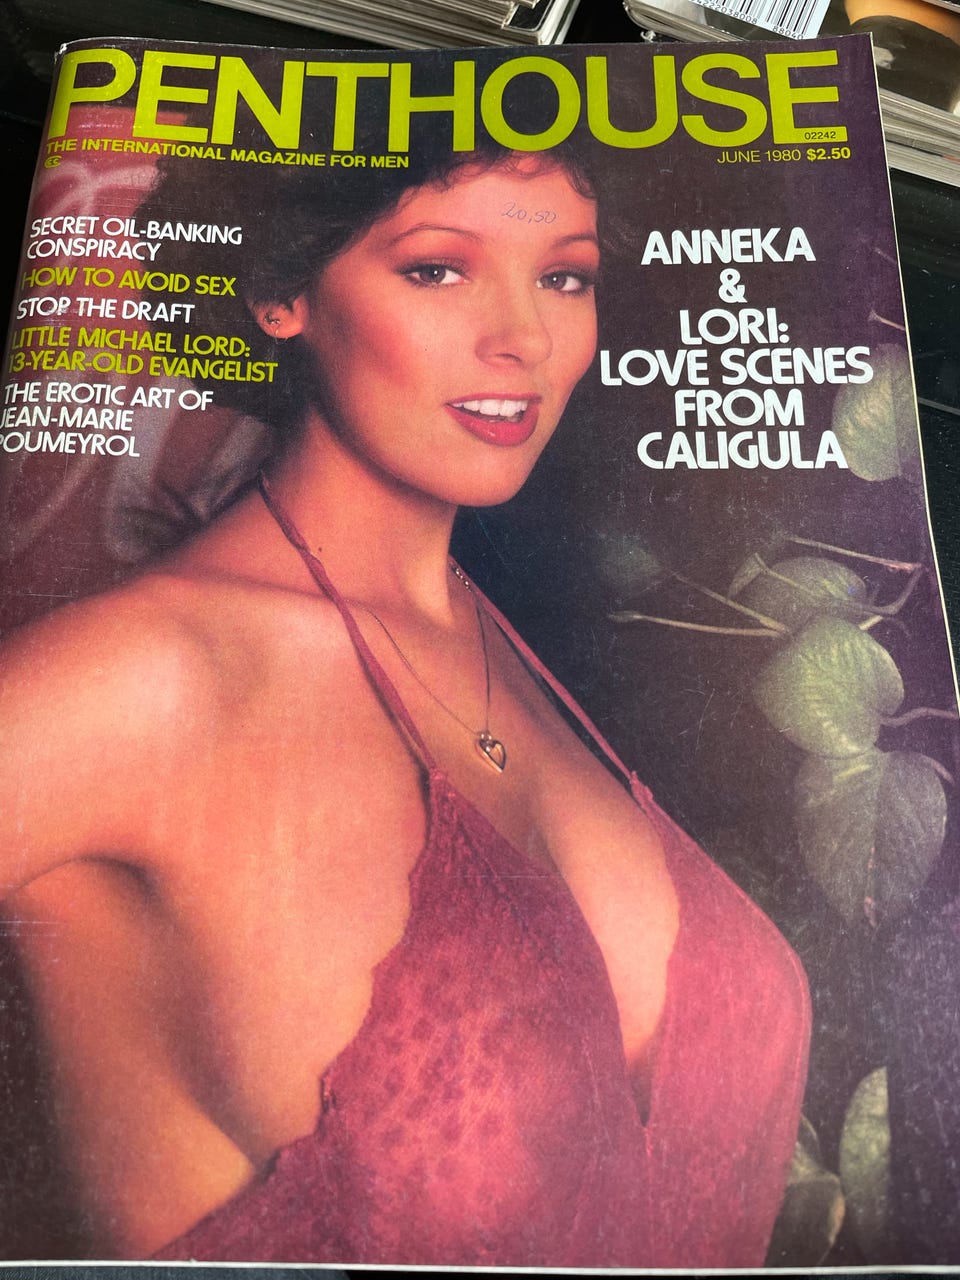 PENTHOUSE
02242
THE INTERNATIONAL MAGAZINE FOR MEN
JUNE 1980 $2.50
SECRET OIL-BANKING
CONSPIRACY
HOW TO AVOID SEX
STOP THE DRAFT
LITTLE MICHAEL LORD:
13-YEAR-OLD EVANGELIST
THE EROTIC ART OF
JEAN-MARIE
POUMEYROL
20,50
ANNEKA
&
LORI:
LOVE SCENES
FROM
CALIGULA